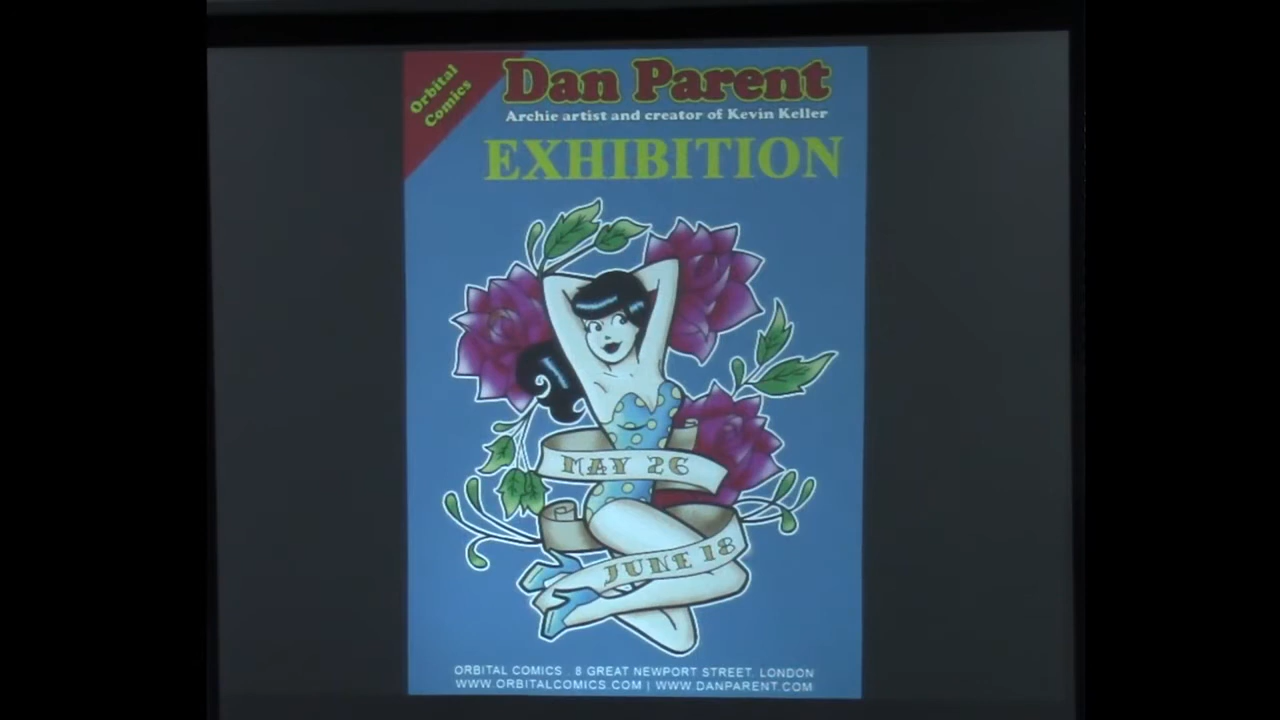 Orbital
Comics
Dan Parent
Archie artist and creator of Kevin Keller
EXHIBITION
MAY 26
JUNE 18
ORBITAL COMICS . 8 GREAT NEWPORT STREET. LONDON
WWW.ORBITALCOMICS.COM | WWW.DANPARENT.COM